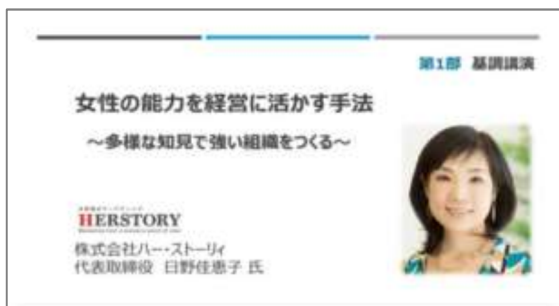 第1部 基調講演
女性の能力を経営に活かす手法
～多様な知見で強い組織をつくる～
HERSTORY
株式会社ハー・ストーリィ
代表取締役 日野佳恵子 氏